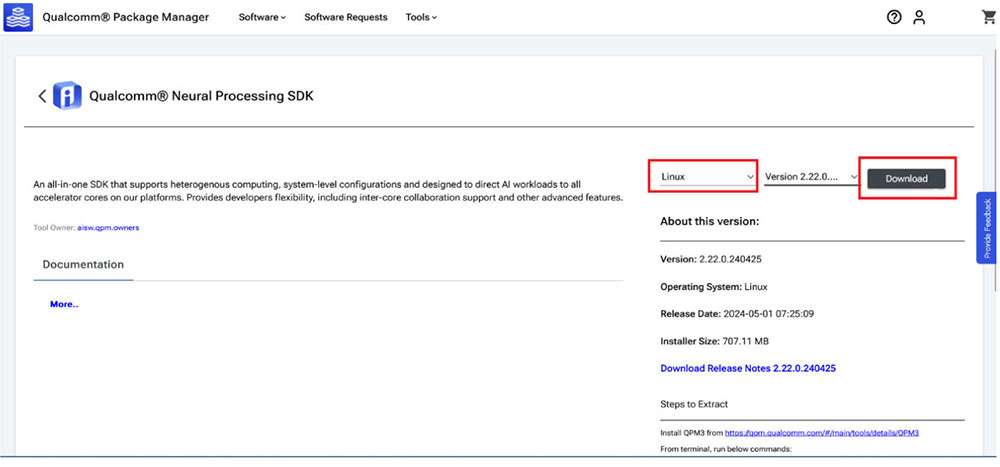 Qualcomm® Package Manager Software Software Requests Tools
Qualcomm® Neural Processing SDK
An all-in-one SDK that supports heterogenous computing, system-level configurations and designed to direct AI workloads to all
accelerator cores on our platforms. Provides developers flexibility, including inter-core collaboration support and other advanced features.
Tool Owner: aisw.qpm.owners
Documentation
More..
Linux Version 2.22.0.... Download
About this version:
Version: 2.22.0.240425
Operating System: Linux
Release Date: 2024-05-01 07:25:09
Installer Size: 707.11 MB
Download Release Notes 2.22.0.240425
Steps to Extract
Install QPM3 from https://qpm.qualcomm.com/#/main/tools/details/QPM3
From terminal, run below commands:
Provide Feedback